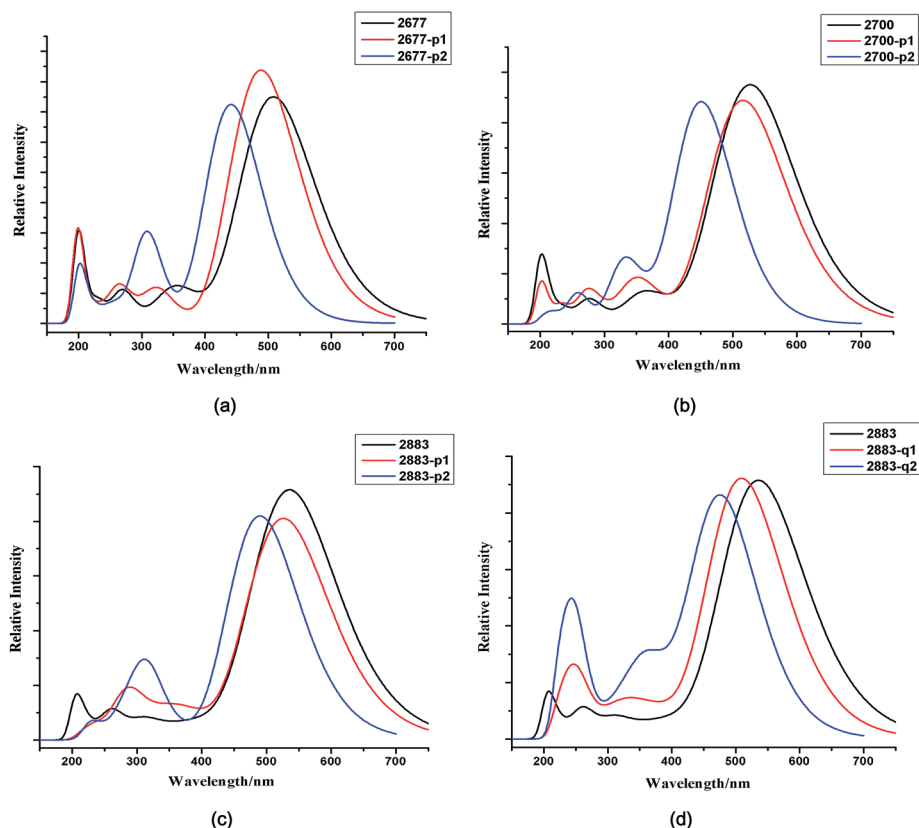 2677
2677-p1
2677-p2
Relative Intensity
200 300 400 500 600 700
Wavelength/nm
(a)
2700
2700-p1
2700-p2
Relative Intensity
200 300 400 500 600 700
Wavelength/nm
(b)
2883
2883-p1
2883-p2
Relative Intensity
200 300 400 500 600 700
Wavelength/nm
(c)
2883
2883-q1
2883-q2
Relative Intensity
200 300 400 500 600 700
Wavelength/nm
(d)